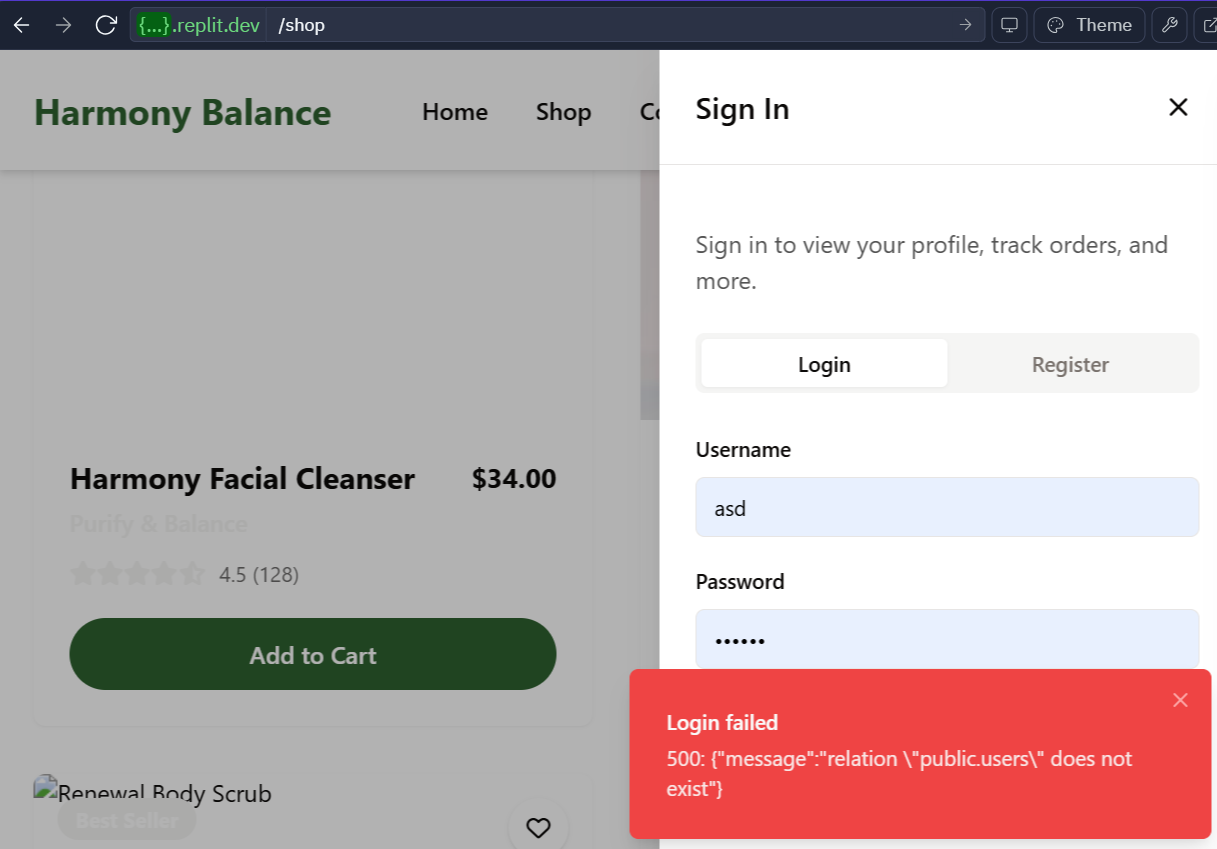 {...}.replit.dev /shop Theme
Harmony Balance Home Shop Co
Sign In
Sign in to view your profile, track orders, and
more.
Login Register
Username
asd
Password
Harmony Facial Cleanser $34.00
Purify & Balance
4.5 (128)
Add to Cart
Renewal Body Scrub
Best Seller
Login failed
500: {"message":"relation \"public.users\" does not
exist"}